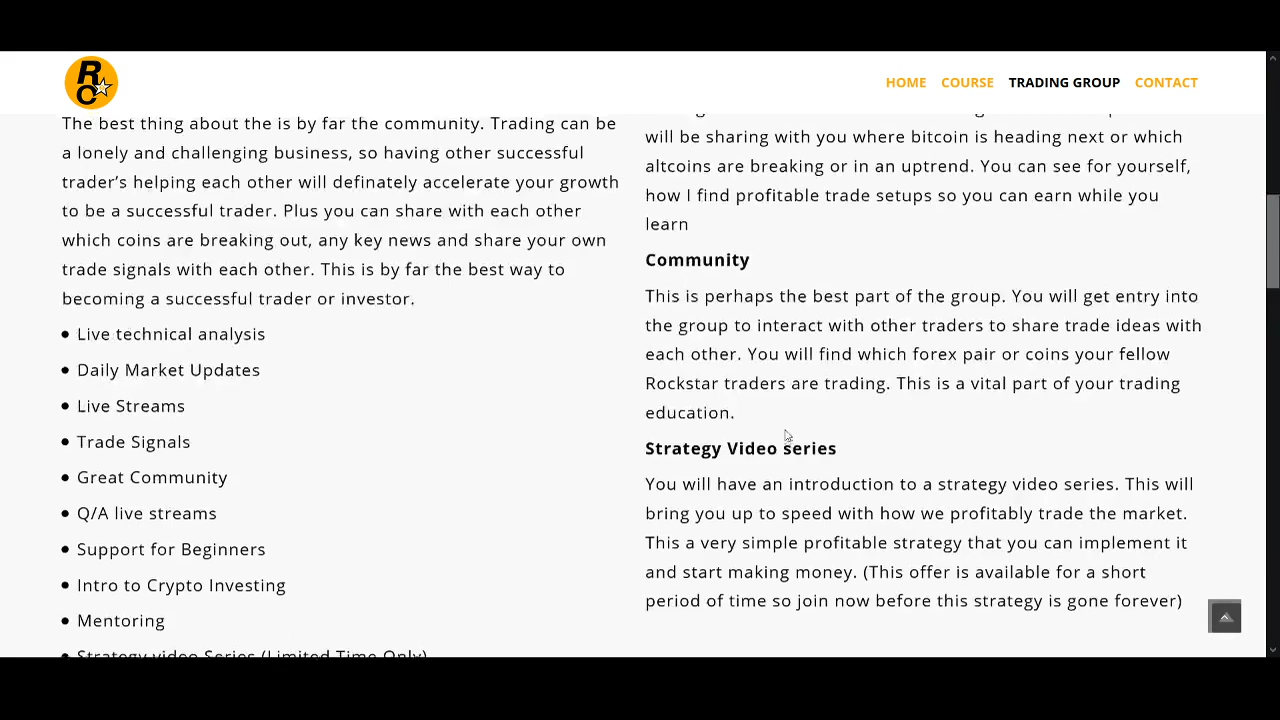 RC
HOME COURSE TRADING GROUP CONTACT
The best thing about the is by far the community. Trading can be
a lonely and challenging business, so having other successful
trader's helping each other will definately accelerate your growth
to be a successful trader. Plus you can share with each other
which coins are breaking out, any key news and share your own
trade signals with each other. This is by far the best way to
becoming a successful trader or investor.
• Live technical analysis
• Daily Market Updates
• Live Streams
• Trade Signals
• Great Community
• Q/A live streams
• Support for Beginners
• Intro to Crypto Investing
• Mentoring
• Strategy video Series (Limited Time Only)
will be sharing with you where bitcoin is heading next or which
altcoins are breaking or in an uptrend. You can see for yourself,
how I find profitable trade setups so you can earn while you
learn
Community
This is perhaps the best part of the group. You will get entry into
the group to interact with other traders to share trade ideas with
each other. You will find which forex pair or coins your fellow
Rockstar traders are trading. This is a vital part of your trading
education.
Strategy Video series
You will have an introduction to a strategy video series. This will
bring you up to speed with how we profitably trade the market.
This a very simple profitable strategy that you can implement it
and start making money. (This offer is available for a short
period of time so join now before this strategy is gone forever)